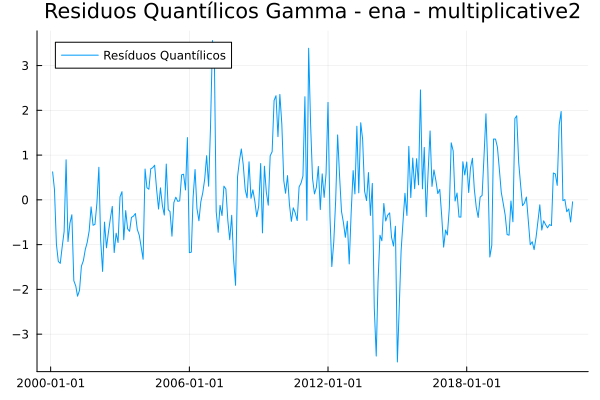 Residuos Quantílicos Gamma - ena - multiplicative2
Resíduos Quantílicos
3
2
1
0
−1
−2
−3
2000-01-01 2006-01-01 2012-01-01 2018-01-01